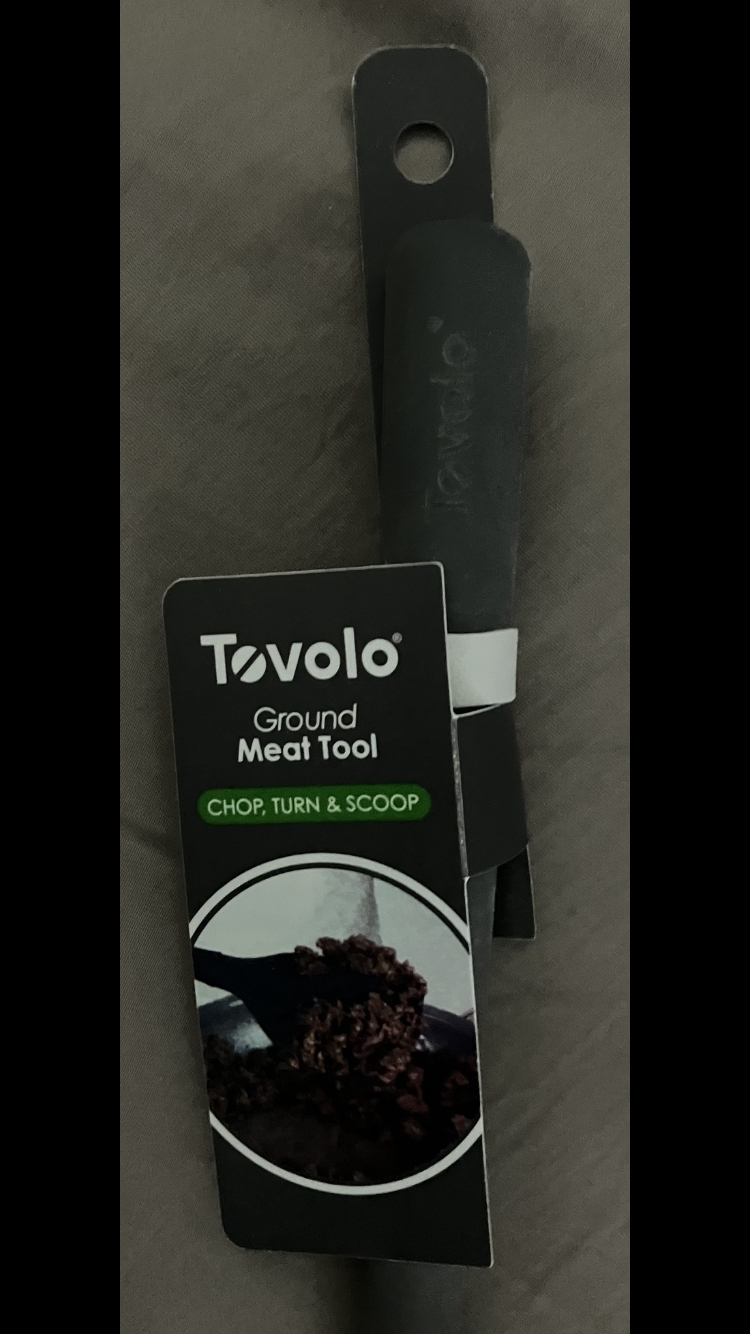 Tovolo
Tovolo®
Ground
Meat Tool
CHOP, TURN & SCOOP